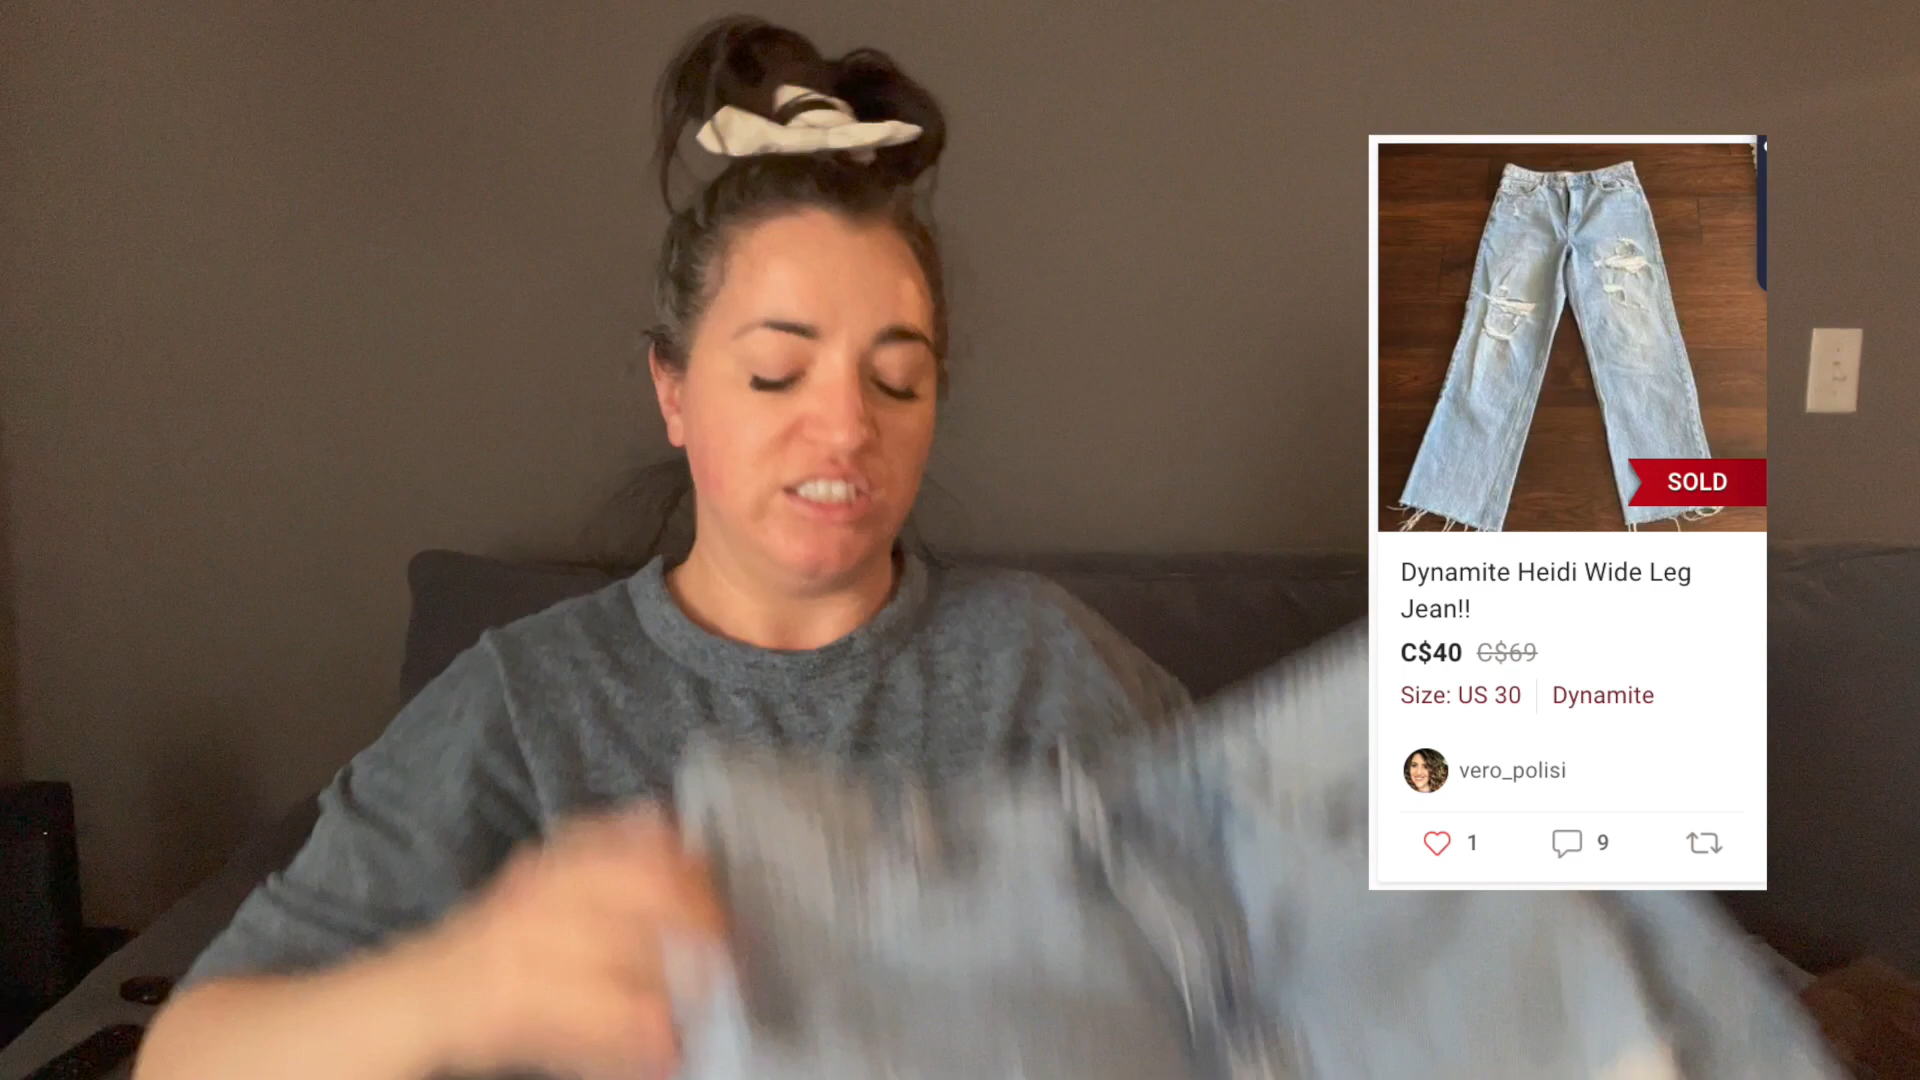 SOLD
Dynamite Heidi Wide Leg
Jean!!
C$40 C$69
Size: US 30 Dynamite
vero_polisi
1 9